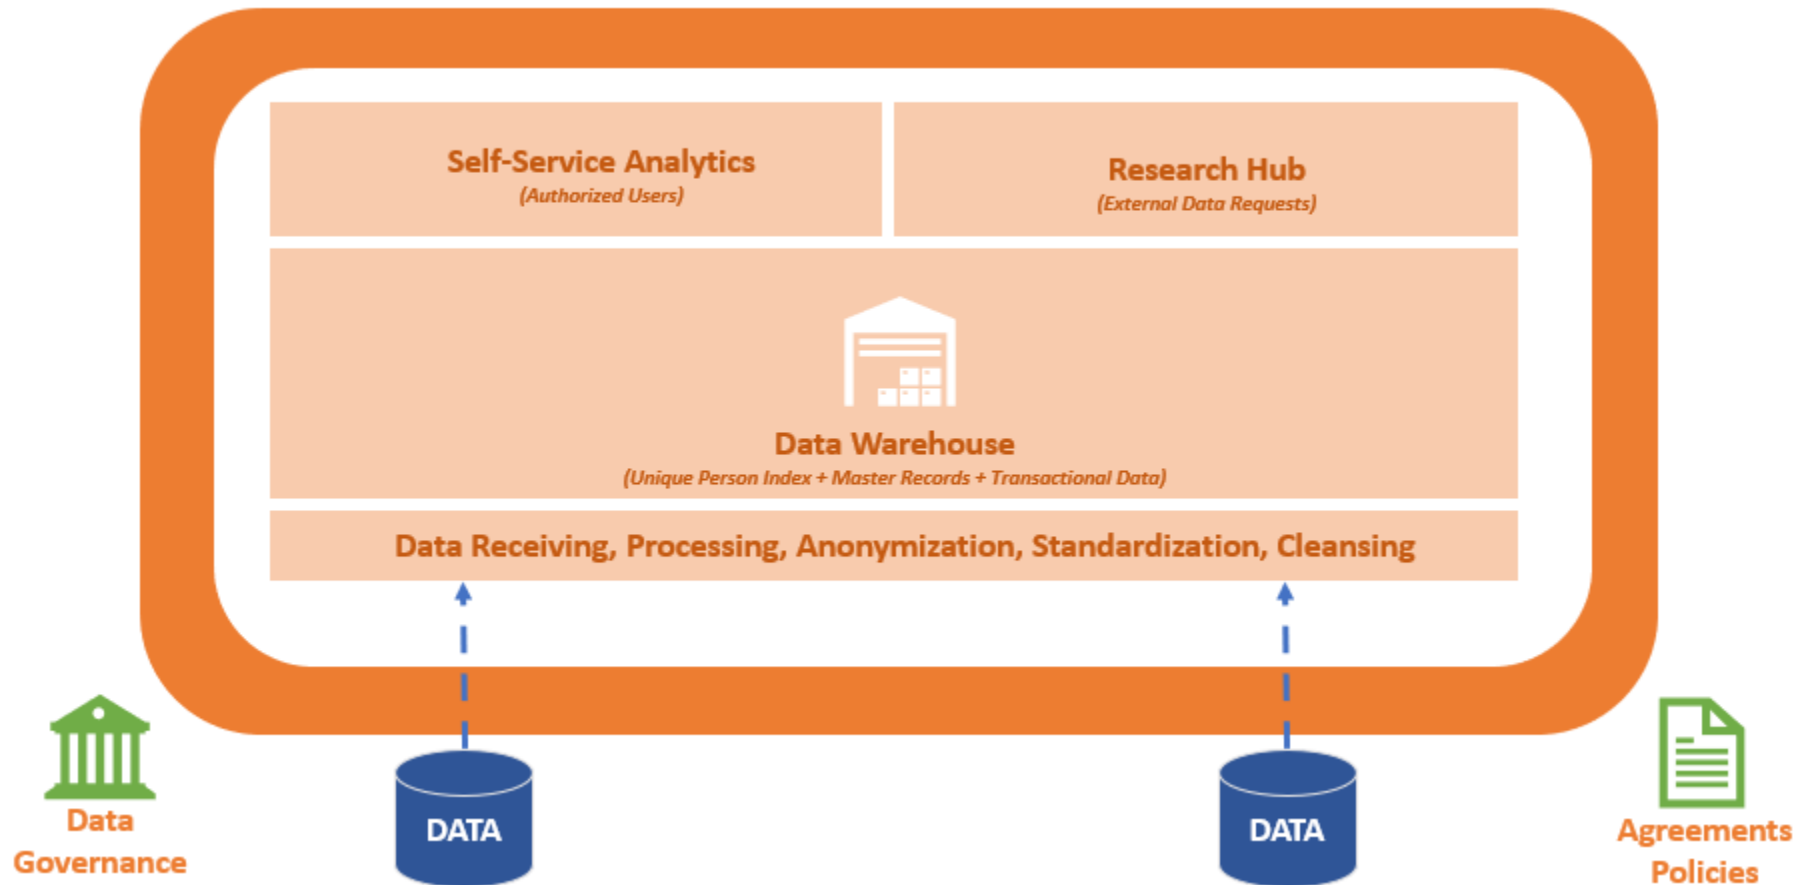 Self-Service Analytics
(Authorized Users)
Research Hub
(External Data Requests)
Data Warehouse
(Unique Person Index + Master Records + Transactional Data)
Data Receiving, Processing, Anonymization, Standardization, Cleansing
Data
Governance
DATA
DATA
Agreements
Policies